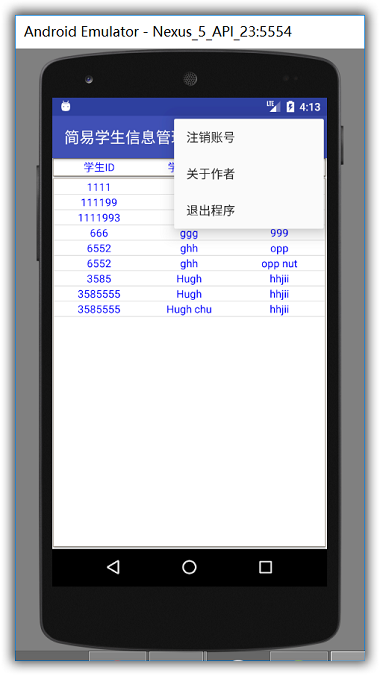 Android Emulator - Nexus_5_API_23:5554
LTE 4:13
简易学生信息管
注销账号
关于作者
退出程序
学生ID
1111
111199
1111993
666 ggg 999
6552 ghh opp
6552 ghh opp nut
3585 Hugh hhjii
3585555 Hugh hhjii
3585555 Hugh chu hhjii